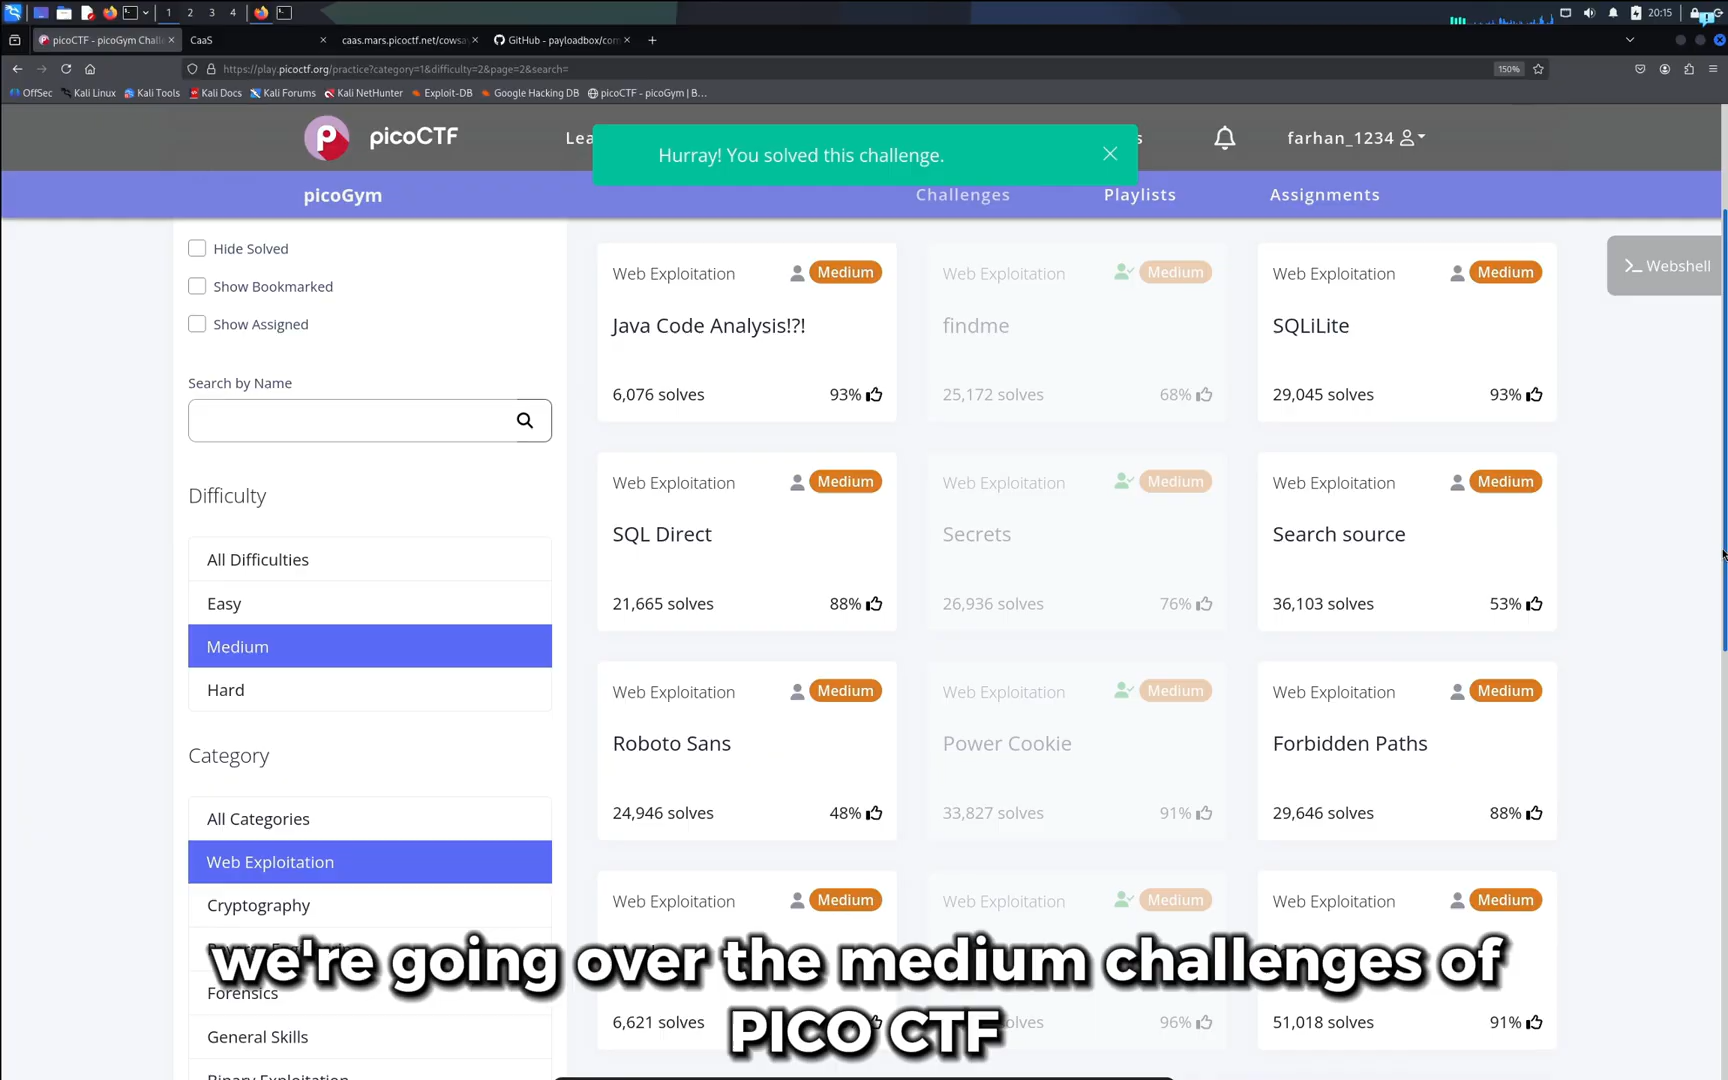 1 2 3 4 20:15
picoCTF - picoGym Challe CaaS caas.mars.picoctf.net/cowsa GitHub - payloadbox/com
https://play.picoctf.org/practice?category=1&difficulty=2&page=2&search= 150%
OffSec Kali Linux Kali Tools Kali Docs Kali Forums Kali NetHunter Exploit-DB Google Hacking DB picoCTF - picoGym | B...
picoCTF Lea s farhan_1234
Hurray! You solved this challenge.
picoGym Challenges Playlists Assignments
Hide Solved
Show Bookmarked
Show Assigned
Search by Name
Difficulty
All Difficulties
Easy
Medium
Hard
Category
All Categories
Web Exploitation
Cryptography
Forensics
General Skills
Binary Exploitation
Web Exploitation Medium
Java Code Analysis!?!
6,076 solves 93%
Web Exploitation Medium
findme
25,172 solves 68%
Web Exploitation Medium
SQLiLite
29,045 solves 93%
Webshell
Web Exploitation Medium
SQL Direct
21,665 solves 88%
Web Exploitation Medium
Secrets
26,936 solves 76%
Web Exploitation Medium
Search source
36,103 solves 53%
Web Exploitation Medium
Roboto Sans
24,946 solves 48%
Web Exploitation Medium
Power Cookie
33,827 solves 91%
Web Exploitation Medium
Forbidden Paths
29,646 solves 88%
Web Exploitation Medium
6,621 solves
Web Exploitation Medium
olves 96%
Web Exploitation Medium
51,018 solves 91%
we're going over the medium challenges of
PICO CTF